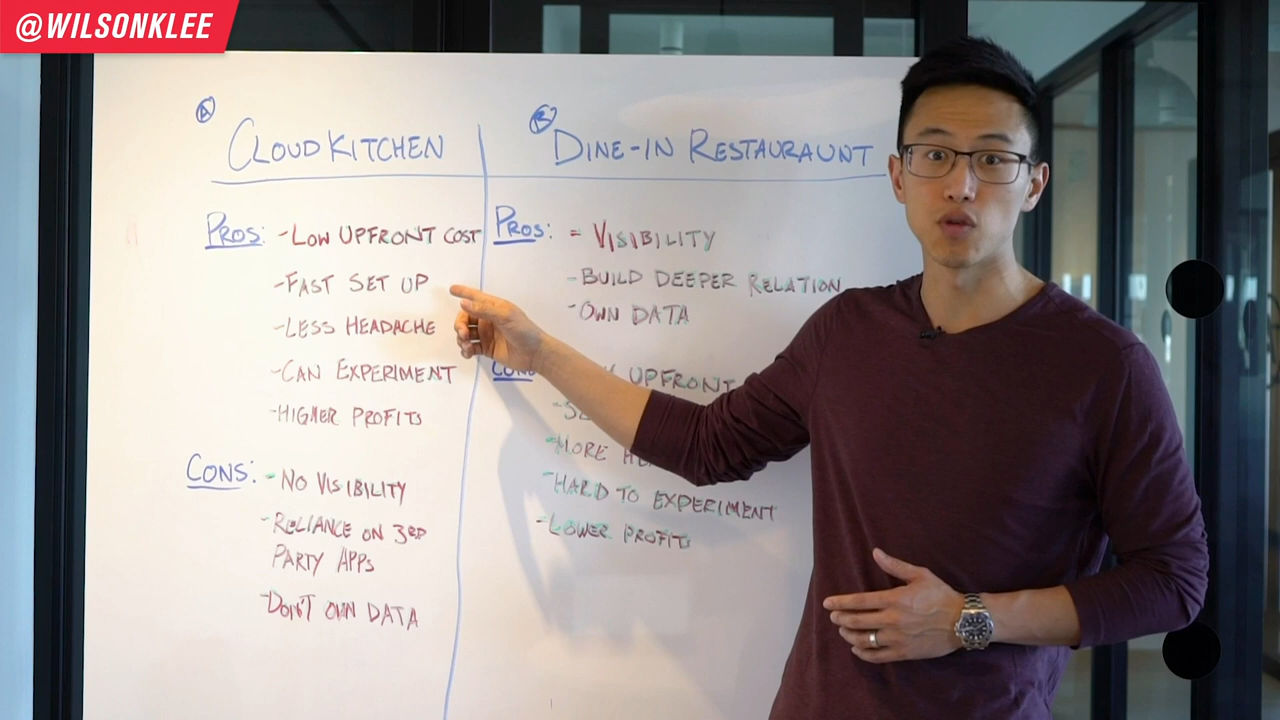 @WILSONKLEE
A
CLOUD KITCHEN
PROS: - LOW UPFRONT COST
- FAST SET UP
- LESS HEADACHE
- CAN EXPERIMENT
- HIGHER PROFITS
CONS: - NO VISIBILITY
- RELIANCE ON 3RD
PARTY APPS
- DON'T OWN DATA
B
DINE-IN RESTAURAUNT
PROS: - VISIBILITY
- BUILD DEEPER RELATION
- OWN DATA
CONS UPFRONT
- MORE
- HARD TO EXPERIMENT
- LOWER PROFITS